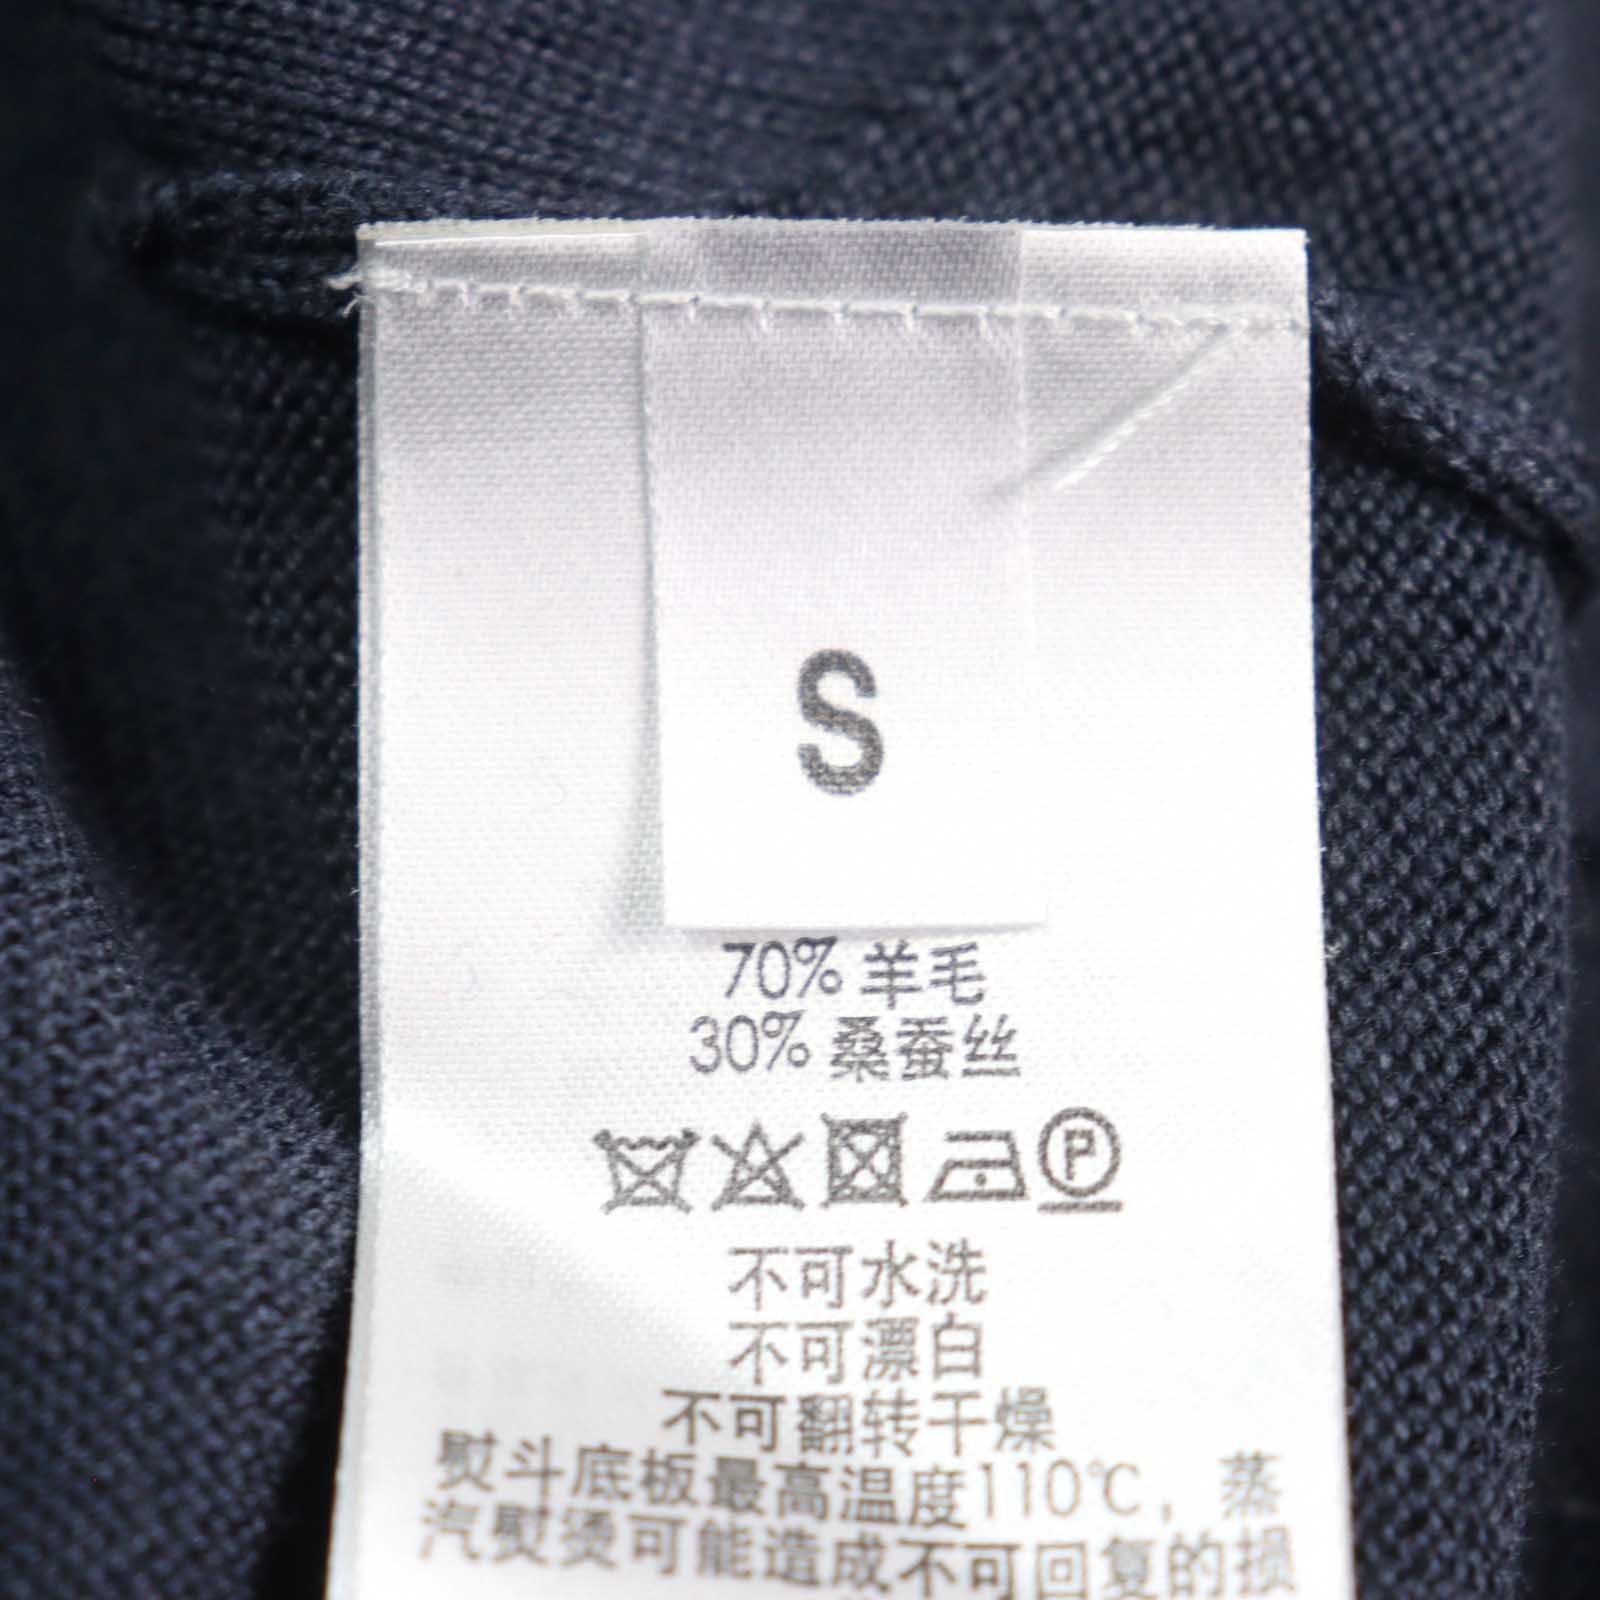 S
70% 羊毛
30% 桑蚕丝
P
不可水洗
不可漂白
不可翻转干燥
熨斗底板最高温度110℃，蒸
汽熨烫可能造成不可回复的损